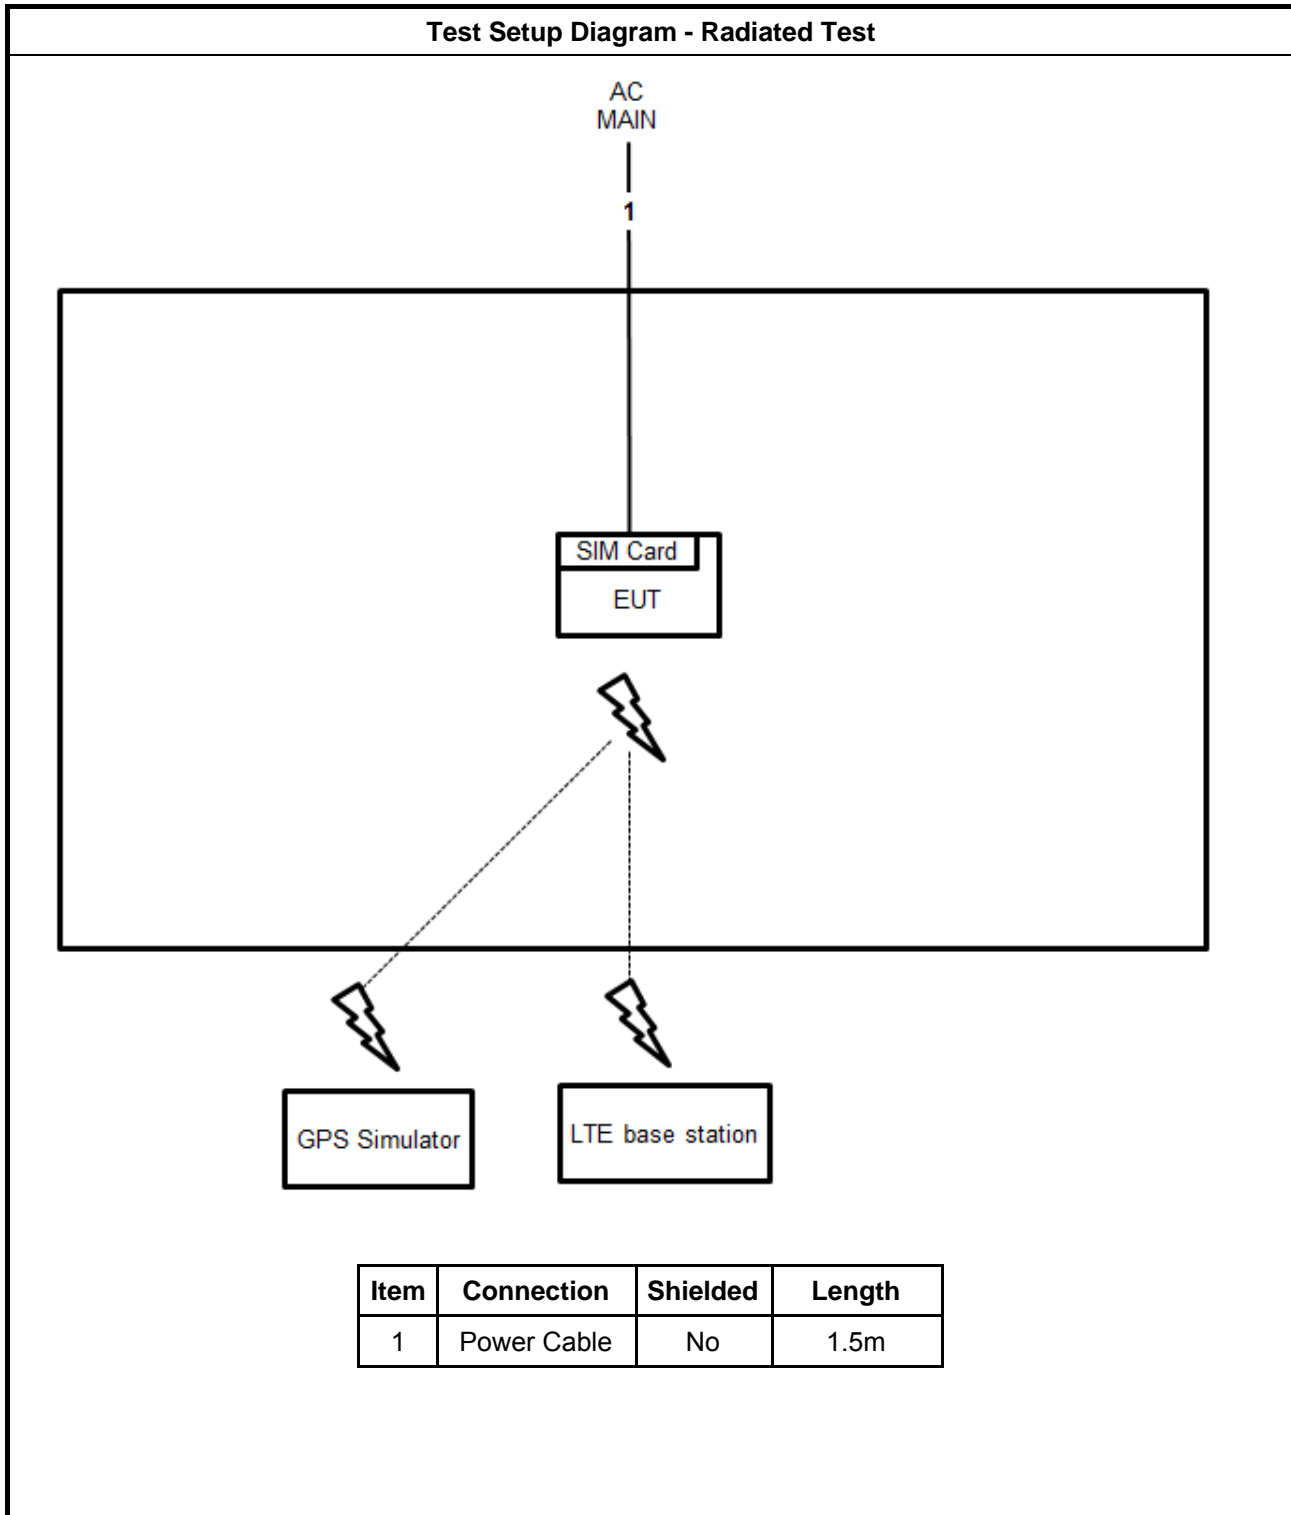 Test Setup Diagram - Radiated Test
AC
MAIN
1
SIM Card
EUT
GPS Simulator
LTE base station
Item Connection Shielded Length
1 Power Cable No 1.5m